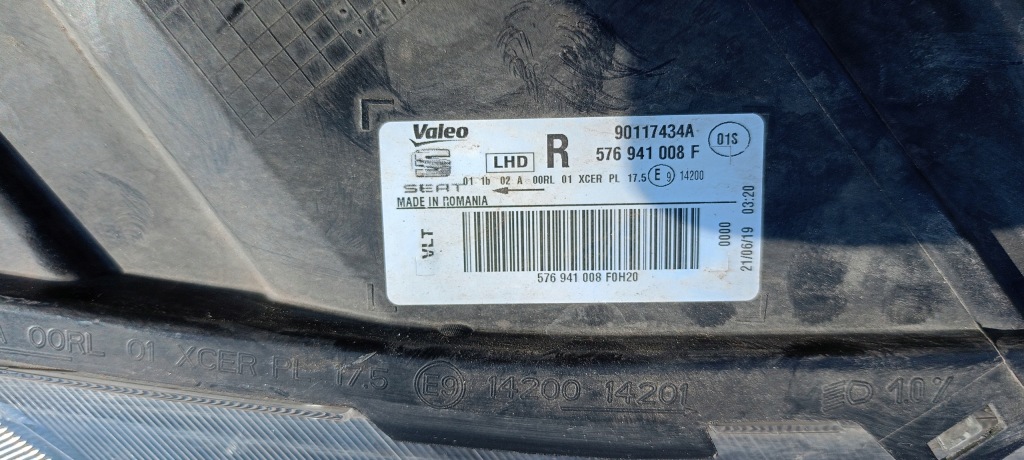 Valeo
LHD R
90117434A
576 941 008 F
01S
SEAT
01 1b 02 A 00RL 01 XCER PL 17.5 E 9 14200
MADE IN ROMANIA
VLT
0000
21/06/19 03:20
576 941 008 F0H20
A 00RL 01 XCER PL 17.5 E9 14200 14201 10%